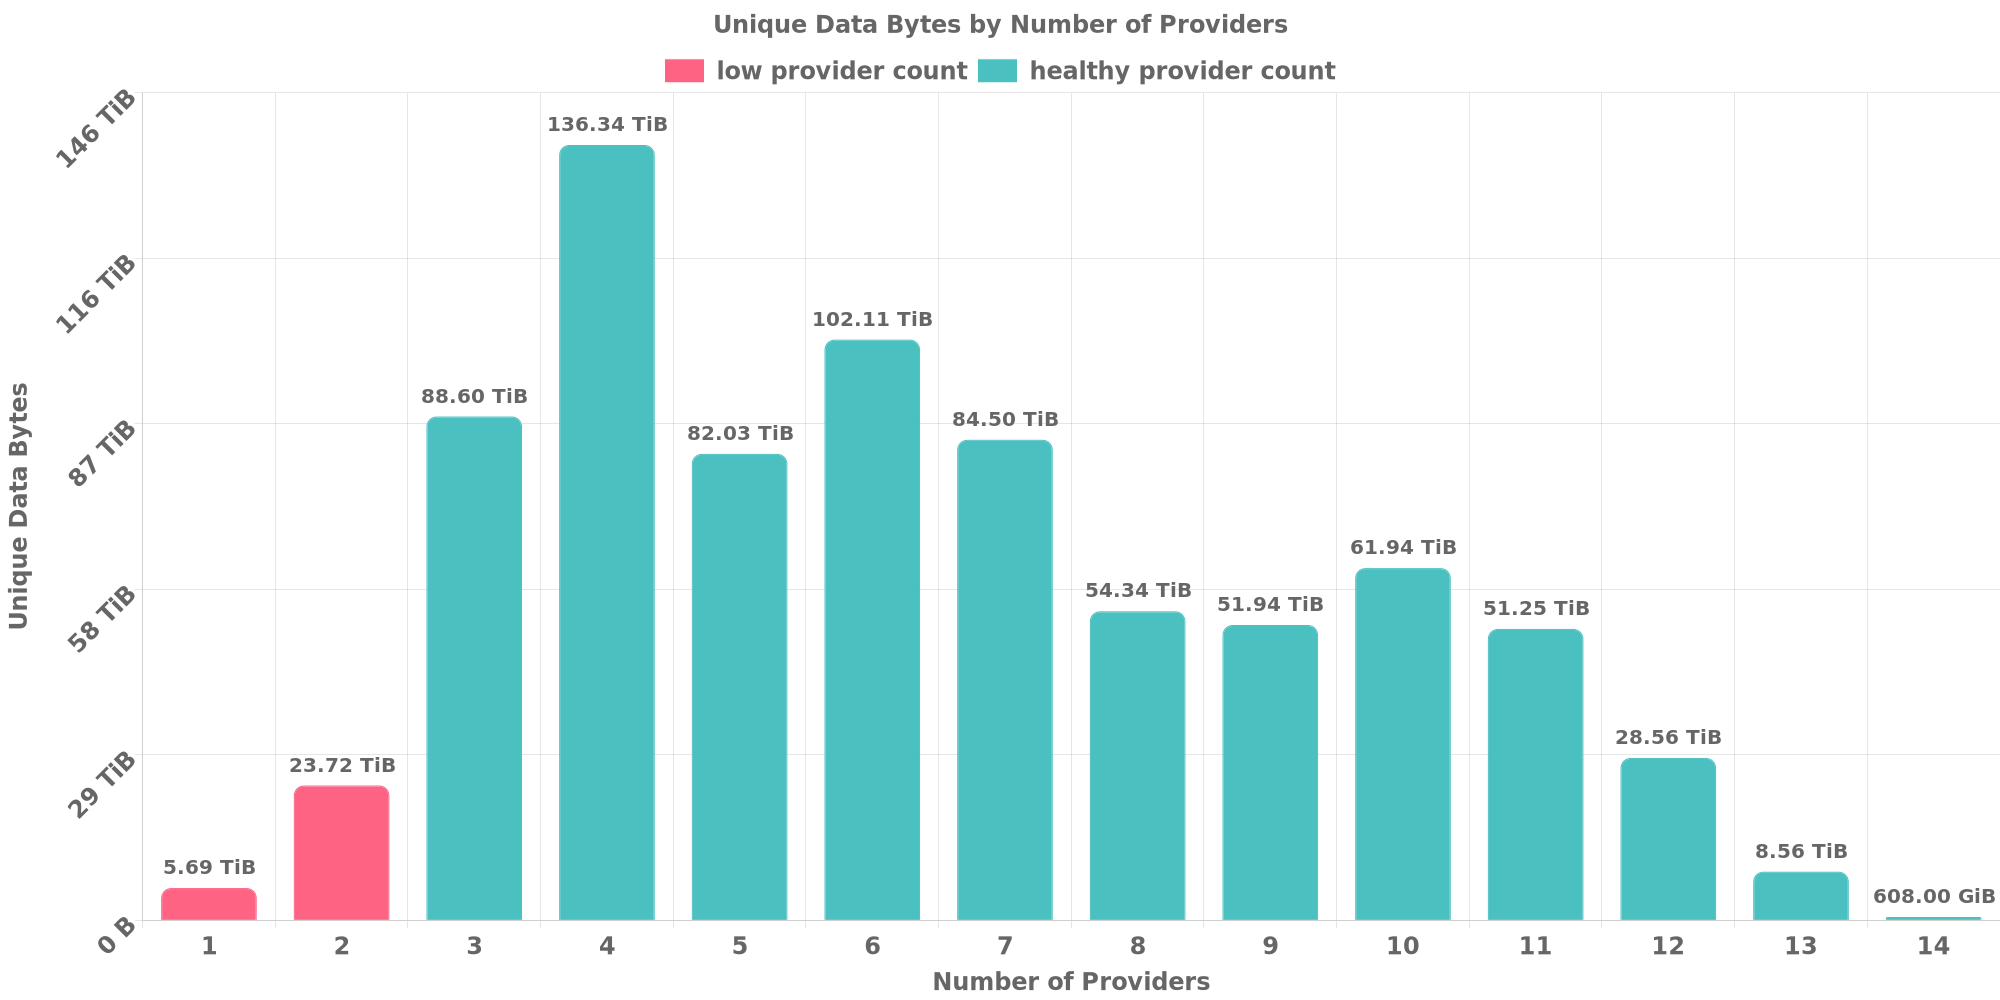 Unique Data Bytes by Number of Providers
low provider count healthy provider count
146 TiB
116 TiB
87 TiB
58 TiB
29 TiB
0 B
Unique Data Bytes
5.69 TiB
23.72 TiB
88.60 TiB
136.34 TiB
82.03 TiB
102.11 TiB
84.50 TiB
54.34 TiB
51.94 TiB
61.94 TiB
51.25 TiB
28.56 TiB
8.56 TiB
608.00 GiB
1 2 3 4 5 6 7 8 9 10 11 12 13 14
Number of Providers